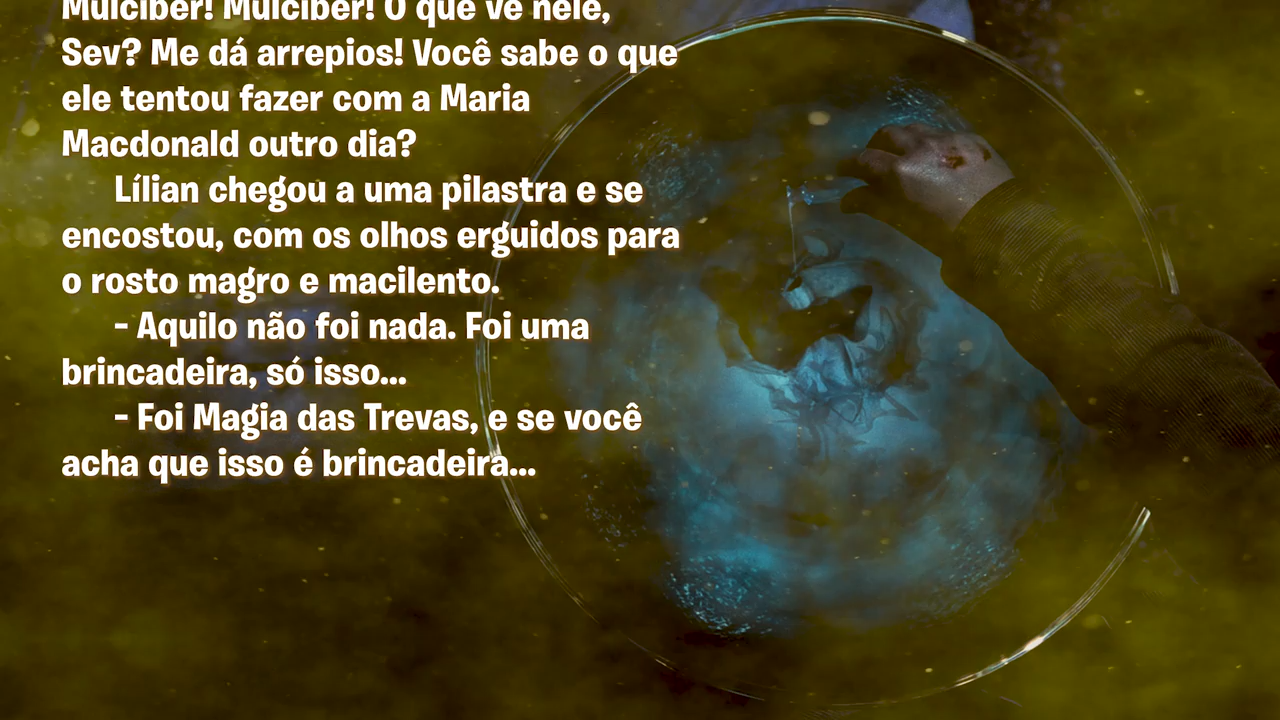 Mulciber! Mulciber! O que vê nele,
Sev? Me dá arrepios! Você sabe o que
ele tentou fazer com a Maria
Macdonald outro dia?
Lílian chegou a uma pilastra e se
encostou, com os olhos erguidos para
o rosto magro e macilento.
- Aquilo não foi nada. Foi uma
brincadeira, só isso...
- Foi Magia das Trevas, e se você
acha que isso é brincadeira...